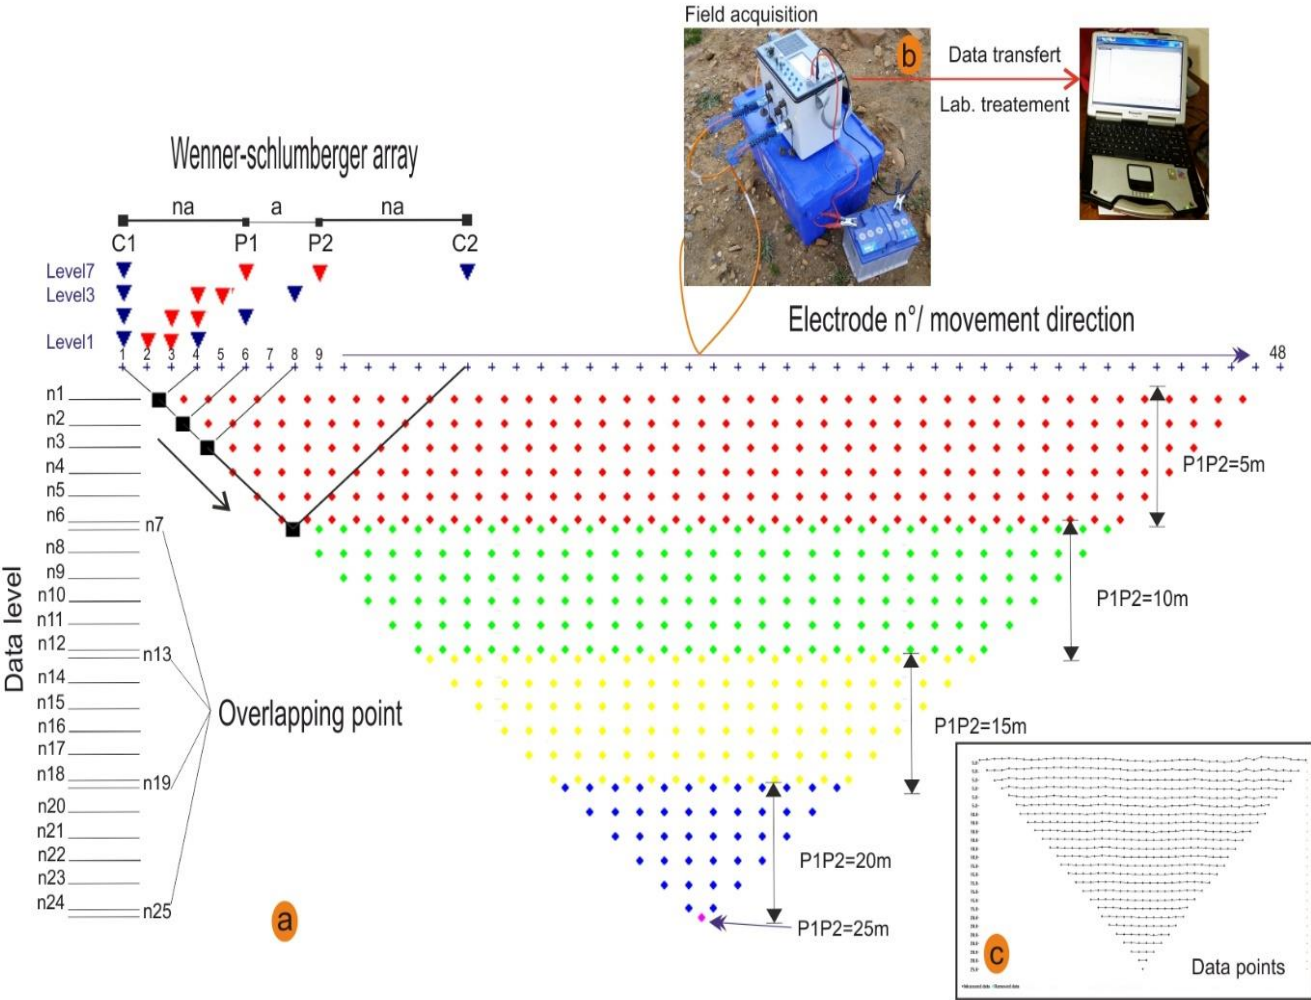 Field acquisition
b
Data transfert
Lab. treatement
Wenner-schlumberger array
na a na
C1 P1 P2 C2
Level7
Level3
Level1
1 2 3 4 5 6 7 8 9
Electrode n°/ movement direction
48
n1
n2
n3
n4
n5
n6
n7
n8
n9
n10
n11
n12
n13
n14
n15
n16
n17
n18
n19
n20
n21
n22
n23
n24
n25
Data level
Overlapping point
P1P2=5m
P1P2=10m
P1P2=15m
P1P2=20m
P1P2=25m
a
c
Data points